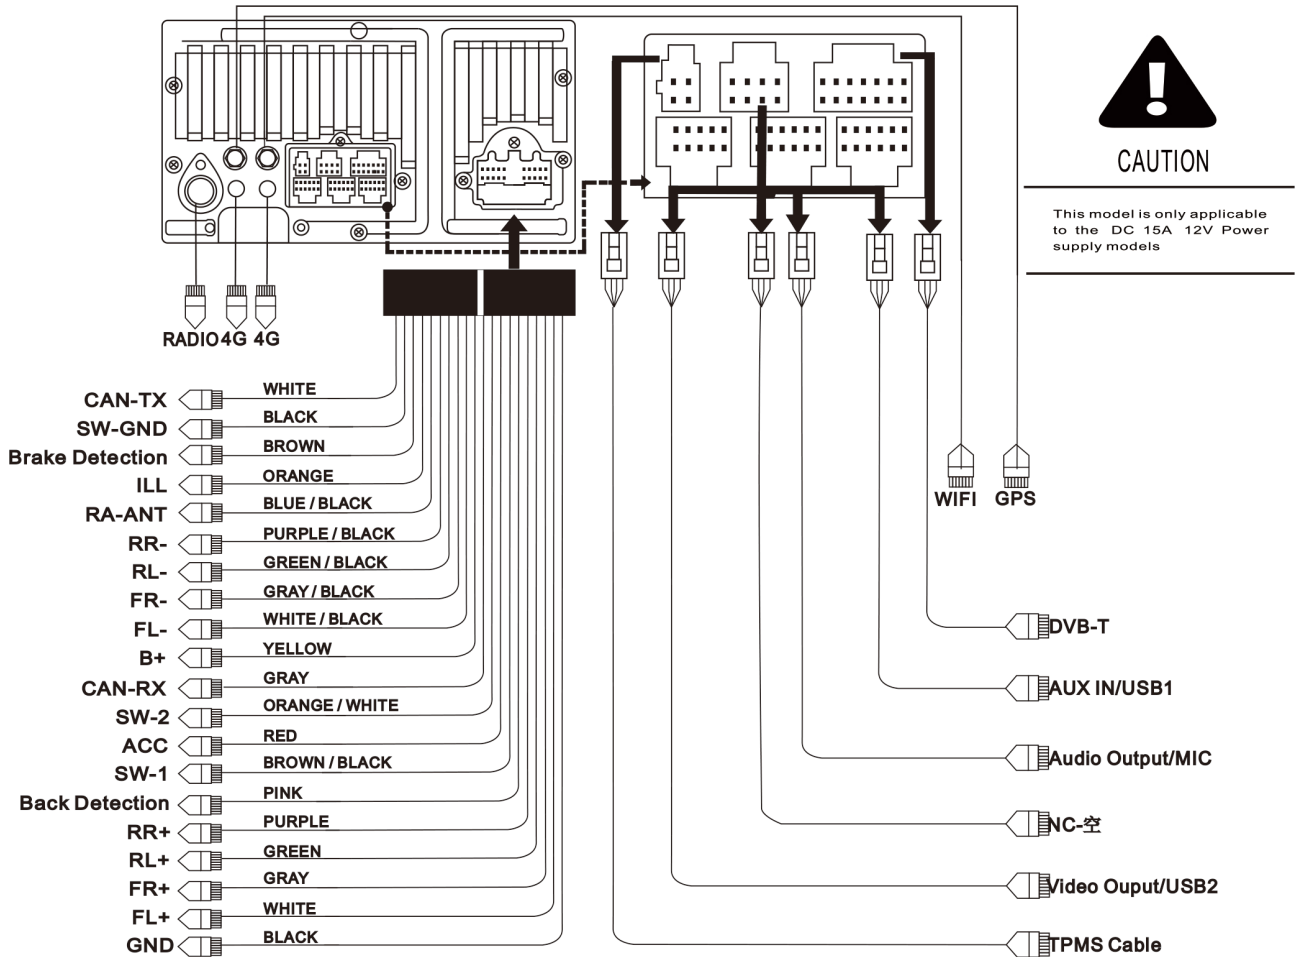 CAUTION
This model is only applicable
to the DC 15A 12V Power
supply models
RADIO 4G 4G
CAN-TX WHITE
SW-GND BLACK
Brake Detection BROWN
ILL ORANGE
RA-ANT BLUE / BLACK
RR- PURPLE / BLACK
RL- GREEN / BLACK
FR- GRAY / BLACK
FL- WHITE / BLACK
B+ YELLOW
CAN-RX GRAY
SW-2 ORANGE / WHITE
ACC RED
SW-1 BROWN / BLACK
Back Detection PINK
RR+ PURPLE
RL+ GREEN
FR+ GRAY
FL+ WHITE
GND BLACK
WIFI GPS
DVB-T
AUX IN/USB1
Audio Output/MIC
NC-空
Video Ouput/USB2
TPMS Cable